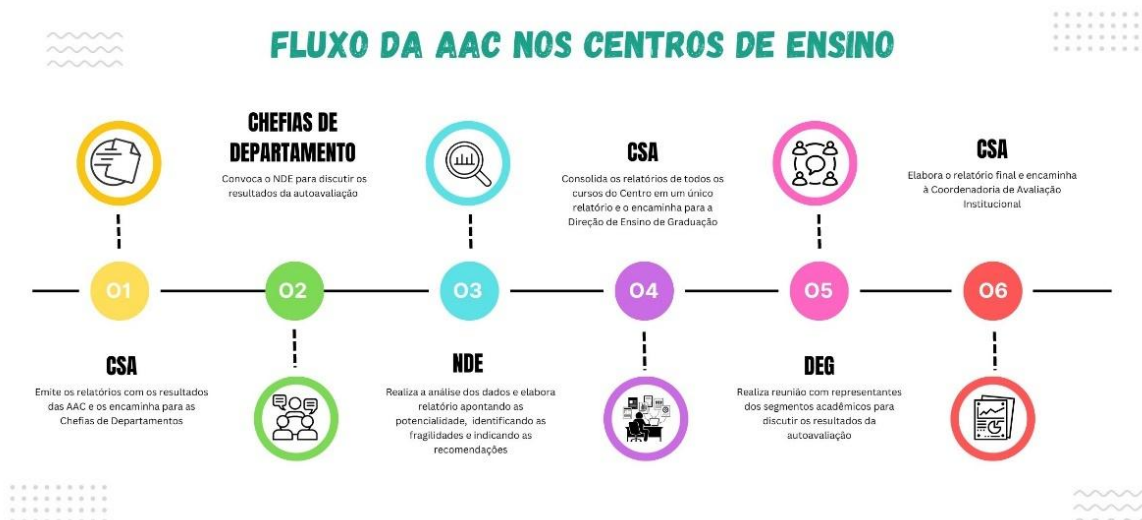 FLUXO DA AAC NOS CENTROS DE ENSINO
01
CSA
Emite os relatórios com os resultados
das AAC e os encaminha para as
Chefias de Departamentos
CHEFIAS DE
DEPARTAMENTO
Convoca o NDE para discutir os
resultados da autoavaliação
02
03
NDE
Realiza a análise dos dados e elabora
relatório apontando as
potencialidade, identificando as
fragilidades e indicando as
recomendações
CSA
Consolida os relatórios de todos os
cursos do Centro em um único
relatório e o encaminha para a
Direção de Ensino de Graduação
04
05
DEG
Realiza reunião com representantes
dos segmentos acadêmicos para
discutir os resultados da
autoavaliação
CSA
Elabora o relatório final e encaminha
à Coordenadoria de Avaliação
Institucional
06